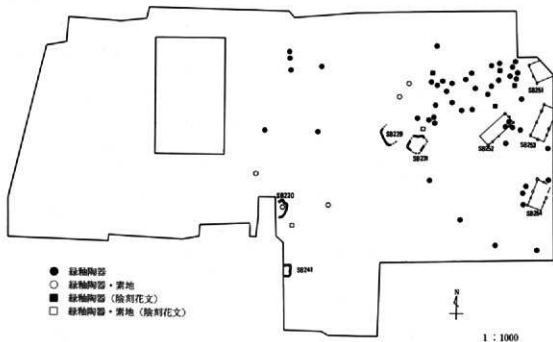 SB251
SB229
SB231
SB252
SB253
SB254
SB230
SB241
● 緑釉陶器
○ 緑釉陶器・素地
■ 緑釉陶器（陰刻花文）
□ 緑釉陶器・素地（陰刻花文）
N
1：1000